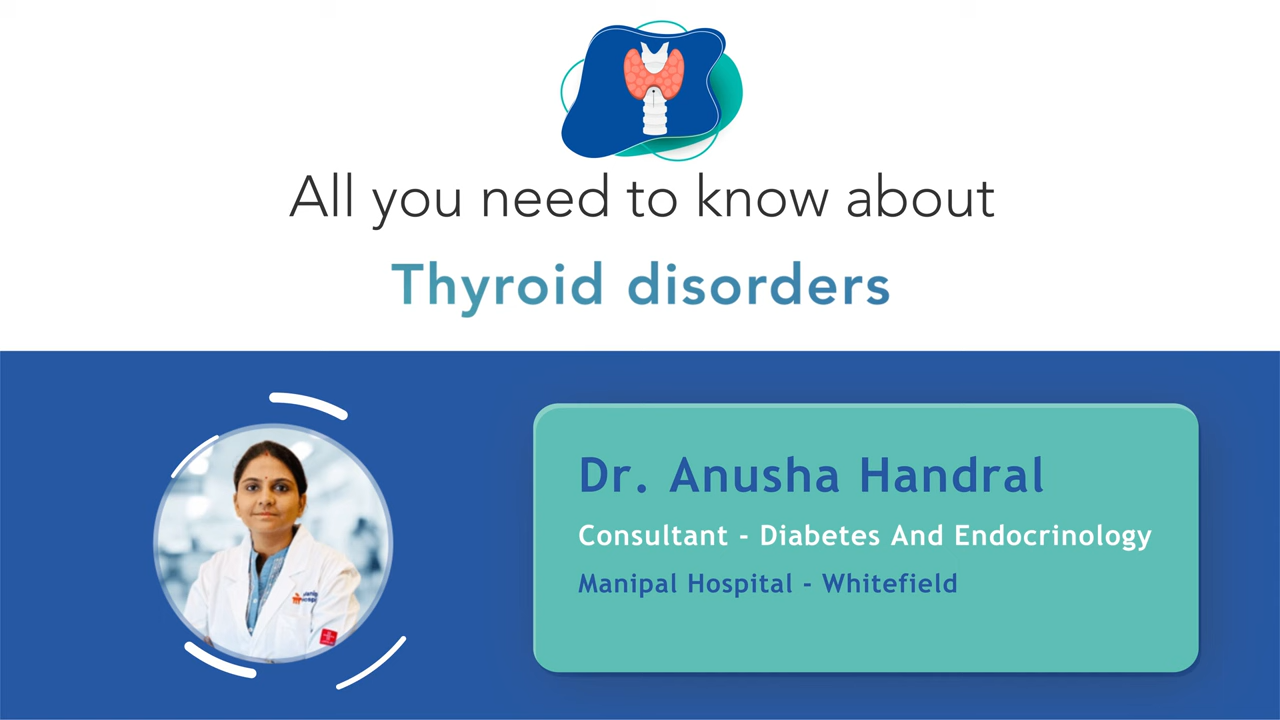 All you need to know about
Thyroid disorders
Dr. Anusha Handral
Consultant - Diabetes And Endocrinology
Manipal Hospital - Whitefield